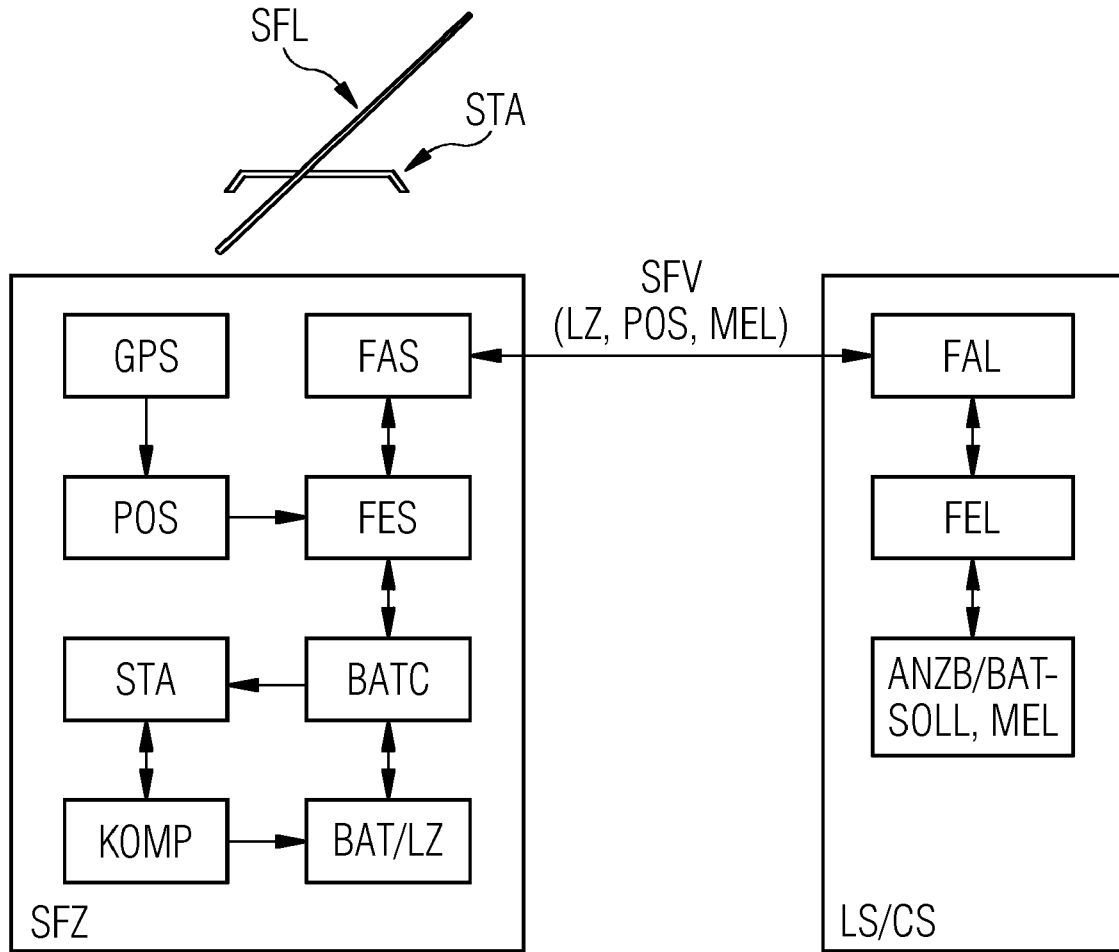 SFL
STA
SFV
(LZ, POS, MEL)
GPS
FAS
FAL
POS
FES
FEL
STA
BATC
ANZB/BAT-
SOLL, MEL
KOMP
BAT/LZ
SFZ
LS/CS